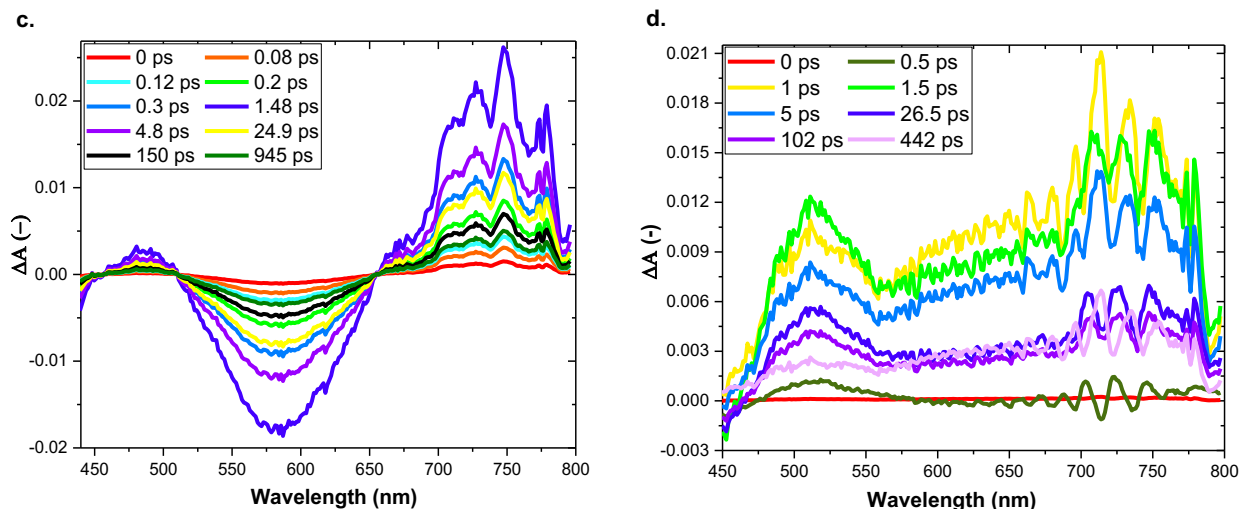 c.
0 ps 0.08 ps
0.12 ps 0.2 ps
0.3 ps 1.48 ps
4.8 ps 24.9 ps
150 ps 945 ps
0.02
0.01
0.00
-0.01
-0.02
ΔA (–)
450 500 550 600 650 700 750 800
Wavelength (nm)
d.
0 ps 0.5 ps
1 ps 1.5 ps
5 ps 26.5 ps
102 ps 442 ps
0.021
0.018
0.015
0.012
0.009
0.006
0.003
0.000
-0.003
ΔA (-)
450 500 550 600 650 700 750 800
Wavelength (nm)